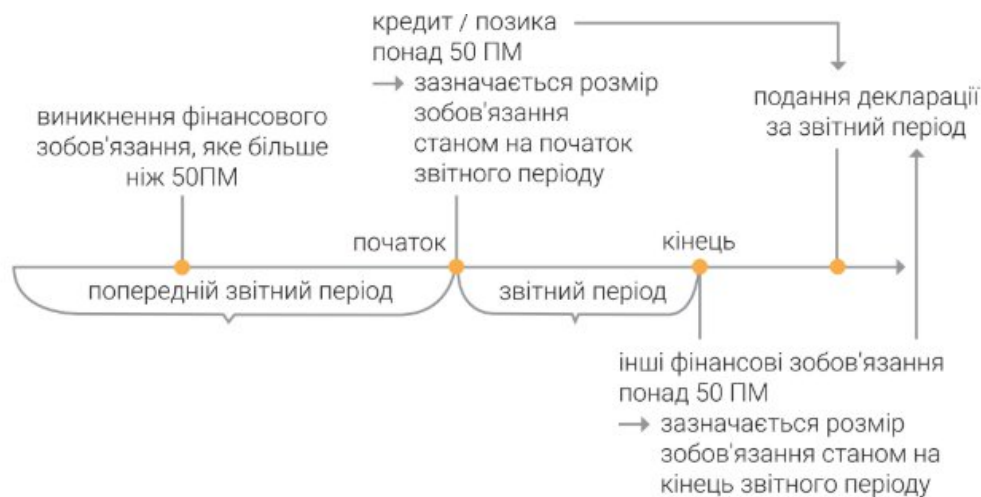 кредит / позика
понад 50 ПМ
→ зазначається розмір
зобов'язання
станом на початок
звітного періоду
виникнення фінансового
зобов'язання, яке більше
ніж 50ПМ
подання декларації
за звітний період
початок
кінець
попередній звітний період
звітний період
інші фінансові зобов'язання
понад 50 ПМ
→ зазначається розмір
зобов'язання станом на
кінець звітного періоду